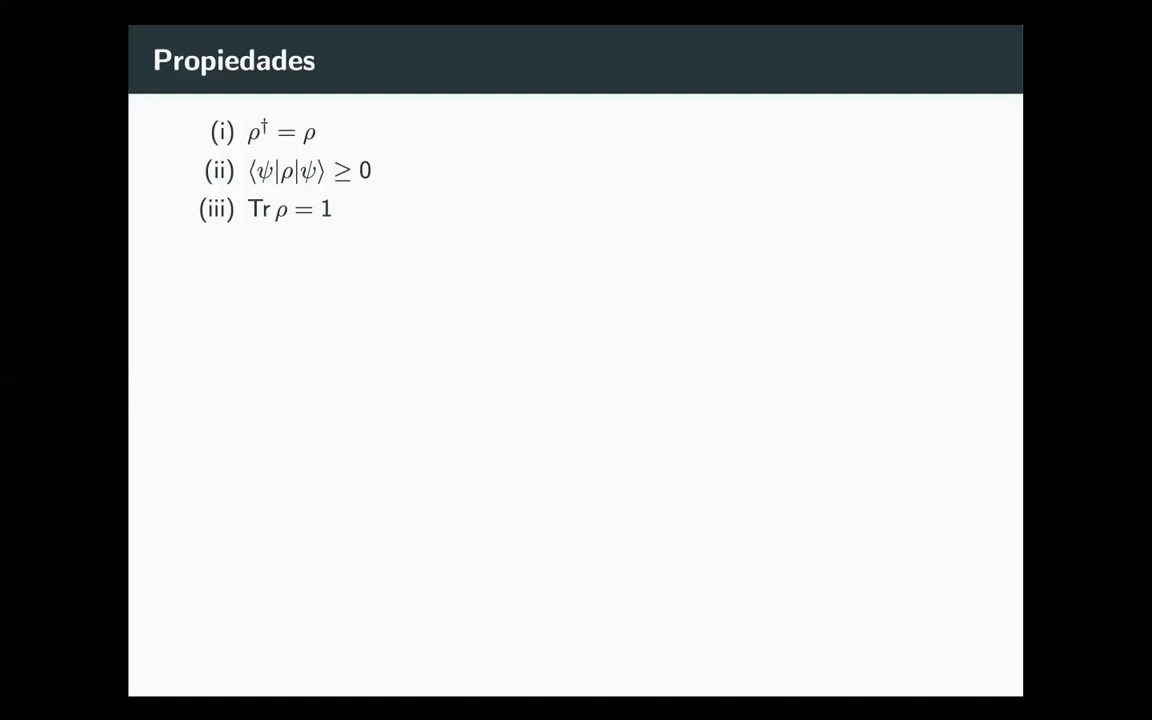 Propiedades
(i) ρ† = ρ
(ii) ⟨ψ|ρ|ψ⟩ ≥ 0
(iii) Tr ρ = 1